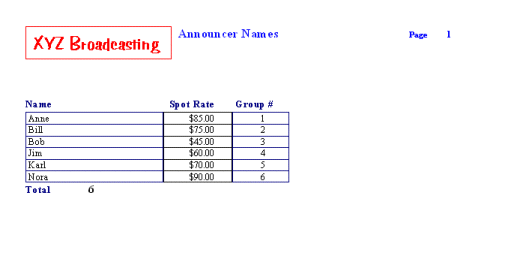 XYZ Broadcasting Announcer Names Page 1
Name Spot Rate Group #
Anne $85.00 1
Bill $75.00 2
Bob $45.00 3
Jim $60.00 4
Karl $70.00 5
Nora $90.00 6
Total 6